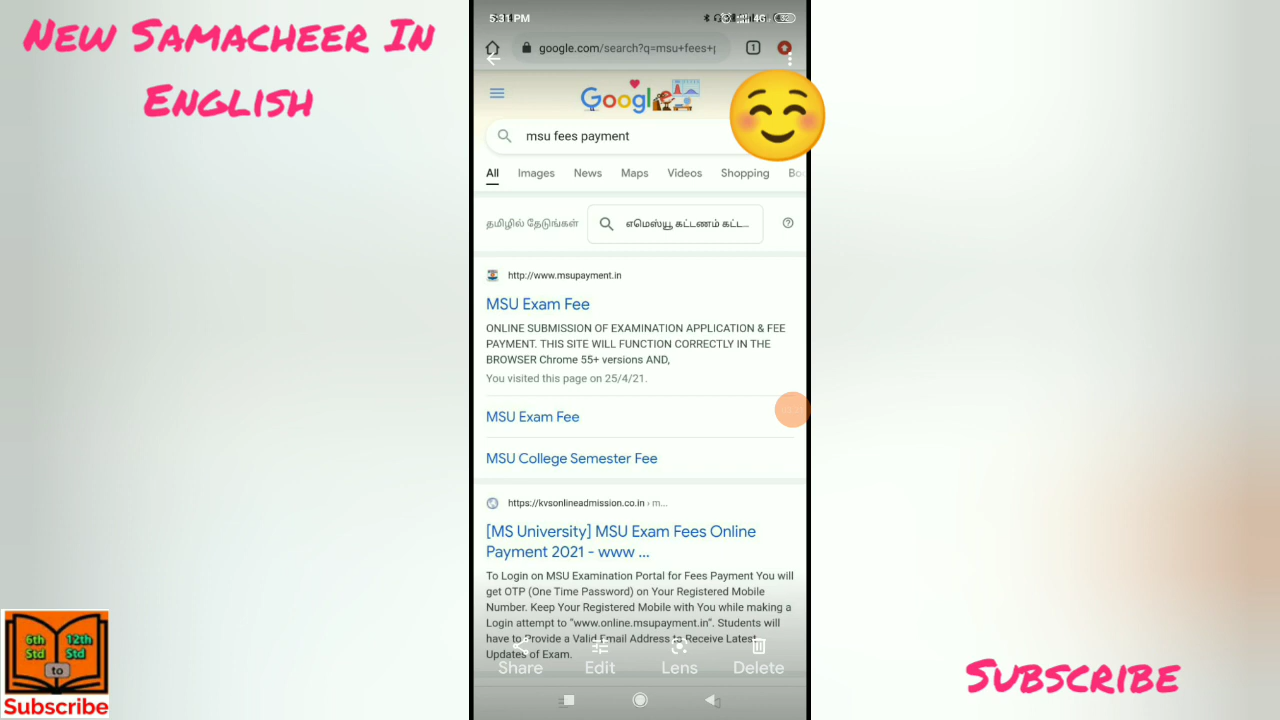 New Samacheer In
English
5:31 PM
4G
google.com/search?q=msu+fees+p
1
Google
msu fees payment
All Images News Maps Videos Shopping Bo
தமிழில் தேடுங்கள்
எமெஸ்யூ கட்டணம் கட்ட...
http://www.msupayment.in
MSU Exam Fee
ONLINE SUBMISSION OF EXAMINATION APPLICATION & FEE
PAYMENT. THIS SITE WILL FUNCTION CORRECTLY IN THE
BROWSER Chrome 55+ versions AND,
You visited this page on 25/4/21.
MSU Exam Fee
MSU College Semester Fee
https://kvsonlineadmission.co.in › m...
[MS University] MSU Exam Fees Online
Payment 2021 - www ...
To Login on MSU Examination Portal for Fees Payment You will
get OTP (One Time Password) on Your Registered Mobile
Number. Keep Your Registered Mobile with You while making a
Login attempt to "www.online.msupayment.in". Students will
have to Provide a Valid Email Address to Receive Latest
Updates of Exam.
Share Edit Lens Delete
6th
Std
12th
Std
to
Subscribe
Subscribe